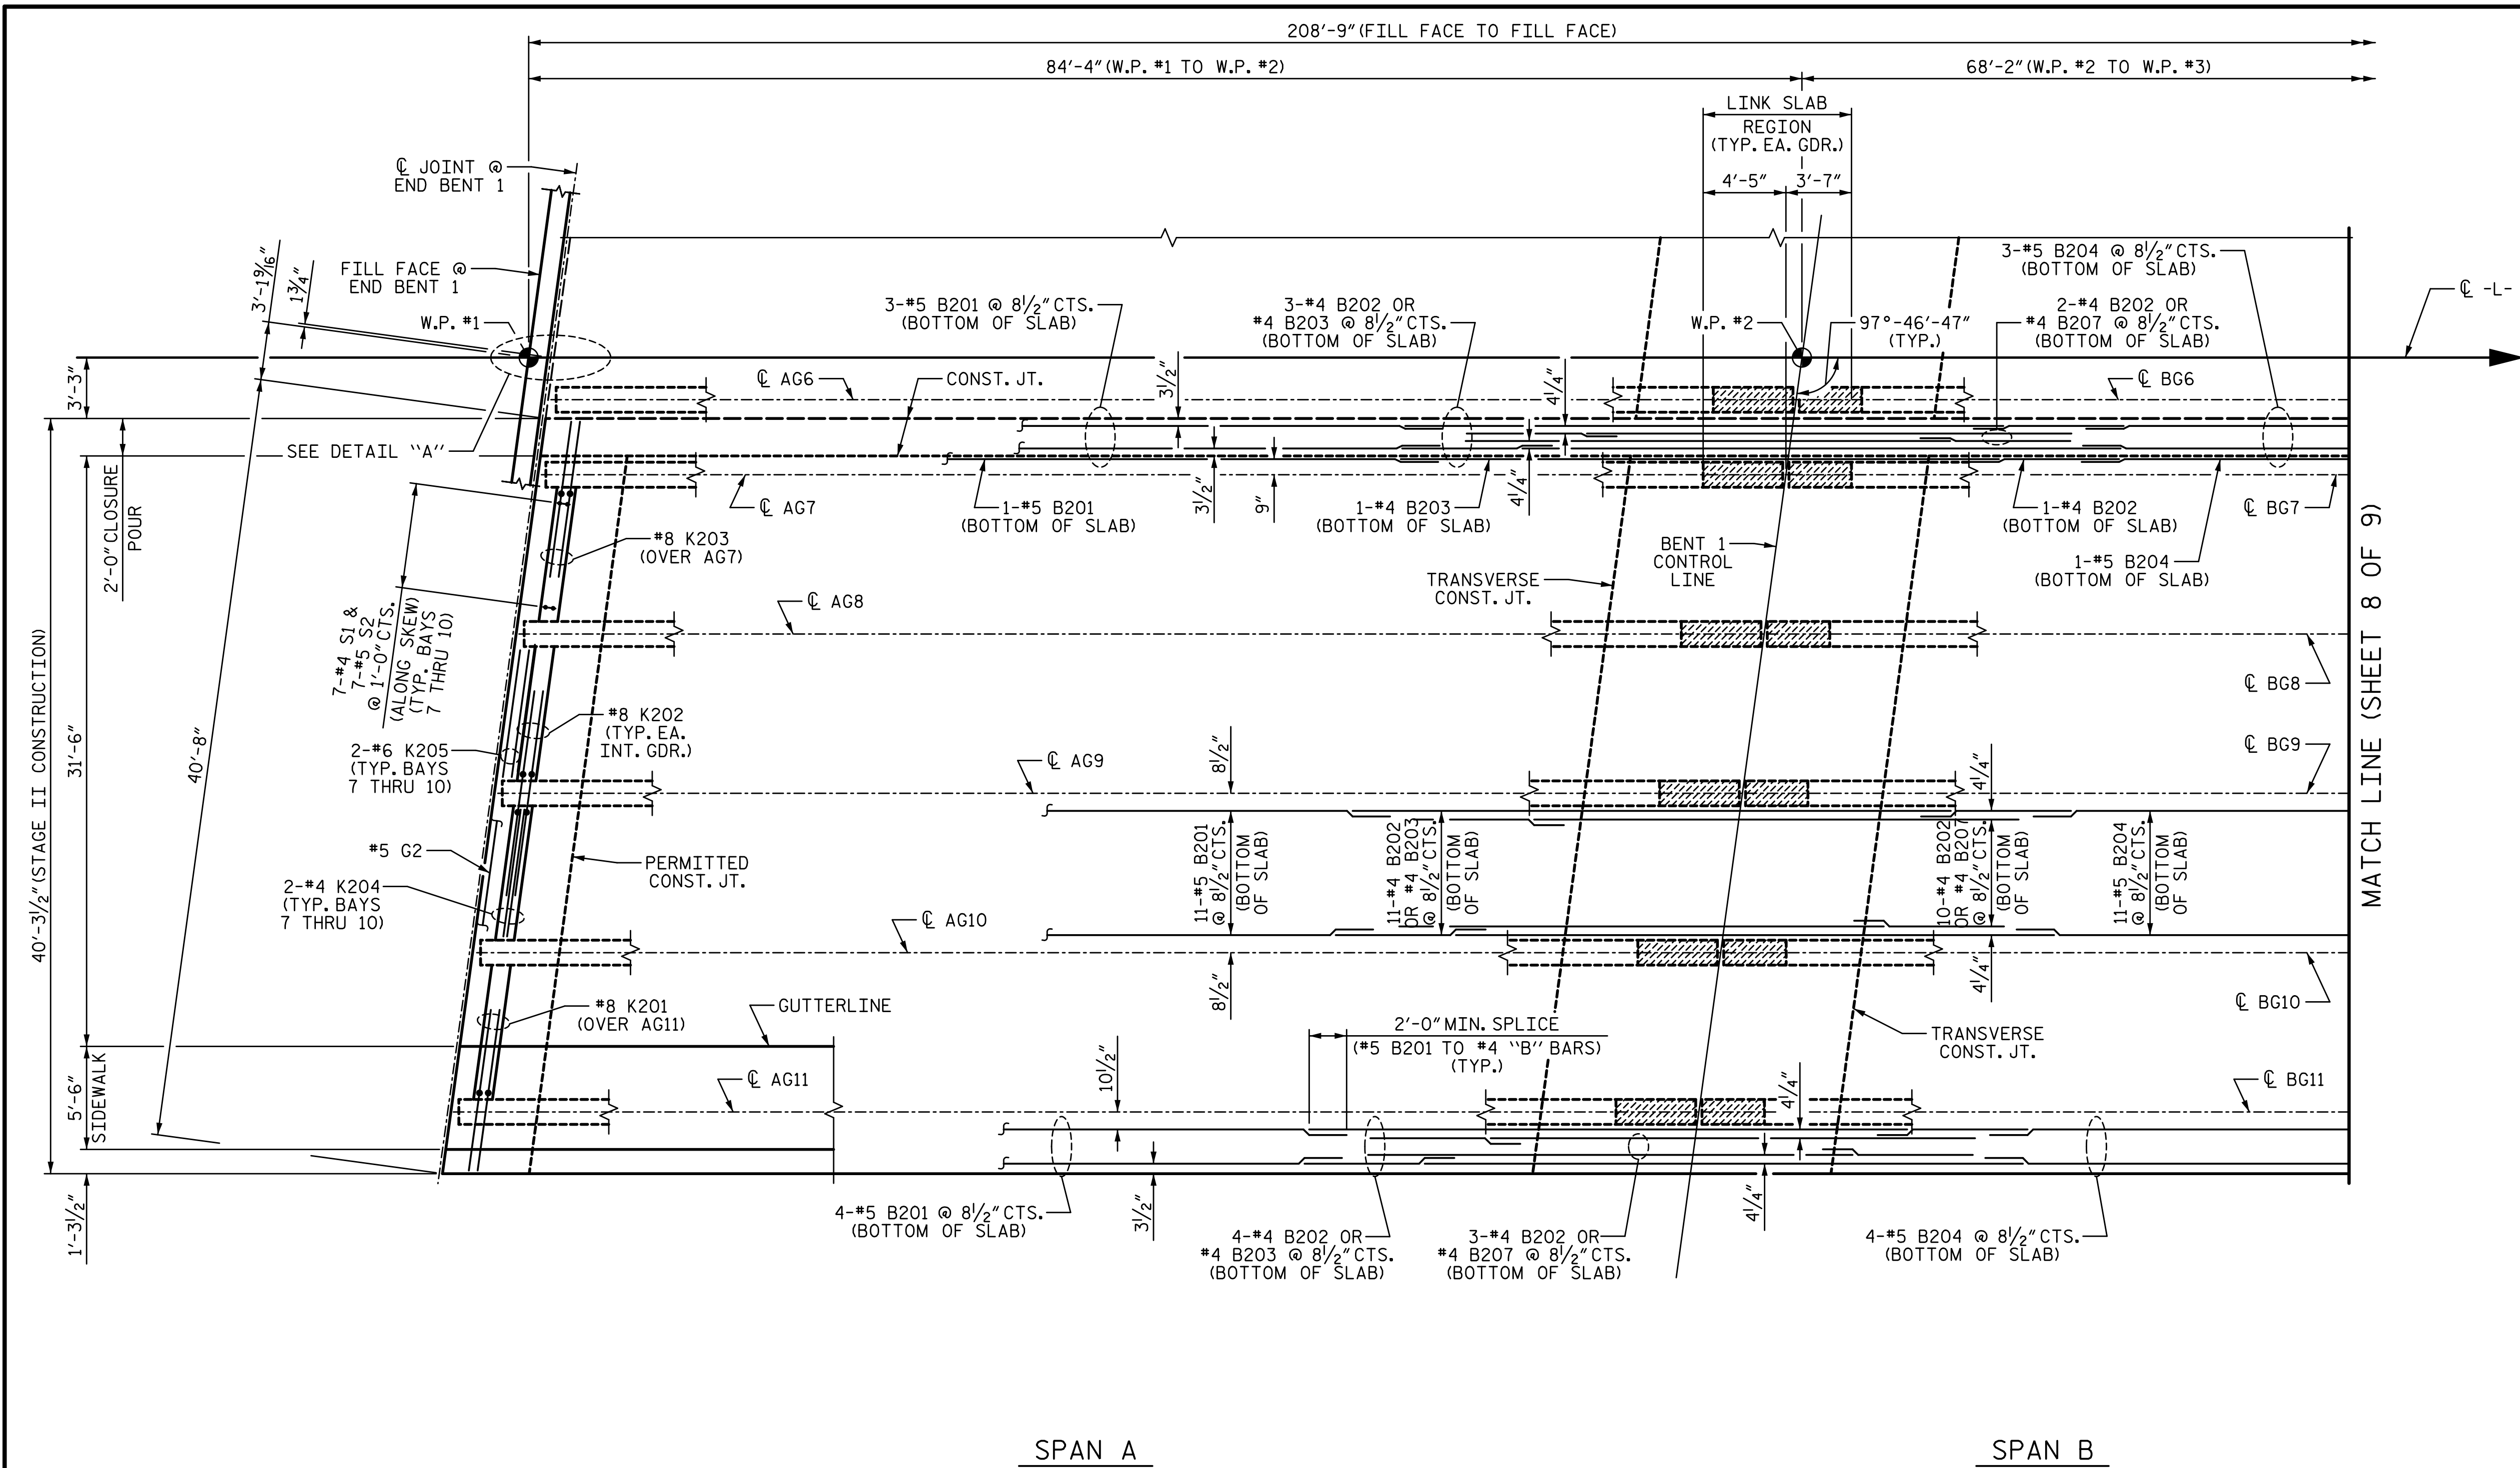 208'-9" (FILL FACE TO FILL FACE)
84'-4" (W.P. #1 TO W.P. #2)
68'-2" (W.P. #2 TO W.P. #3)
LINK SLAB
REGION
(TYP. EA. GDR.)
4'-5"
3'-7"
℄ JOINT @
END BENT 1
3'-1 9/16"
1 3/4"
FILL FACE @
END BENT 1
W.P. #1
3-#5 B201 @ 8 1/2" CTS.
(BOTTOM OF SLAB)
3-#4 B202 OR
#4 B203 @ 8 1/2" CTS.
(BOTTOM OF SLAB)
W.P. #2
97°-46'-47"
(TYP.)
3-#5 B204 @ 8 1/2" CTS.
(BOTTOM OF SLAB)
2-#4 B202 OR
#4 B207 @ 8 1/2" CTS.
(BOTTOM OF SLAB)
℄ -L-
3'-3"
℄ AG6
CONST. JT.
3 1/2"
4 1/4"
℄ BG6
SEE DETAIL "A"
2'-0" CLOSURE
POUR
℄ AG7
1-#5 B201
(BOTTOM OF SLAB)
3 1/2"
9"
1-#4 B203
(BOTTOM OF SLAB)
4 1/4"
1-#4 B202
(BOTTOM OF SLAB)
℄ BG7
#8 K203
(OVER AG7)
BENT 1
CONTROL
LINE
1-#5 B204
(BOTTOM OF SLAB)
TRANSVERSE
CONST. JT.
MATCH LINE (SHEET 8 OF 9)
7-#4 S1 &
7-#5 S2
@ 1'-0" CTS.
(ALONG SKEW)
(TYP. BAYS
7 THRU 10)
℄ AG8
℄ BG8
40'-3 1/2" (STAGE II CONSTRUCTION)
31'-6"
40'-8"
#8 K202
(TYP. EA.
INT. GDR.)
2-#6 K205
(TYP. BAYS
7 THRU 10)
℄ AG9
8 1/2"
4 1/4"
℄ BG9
#5 G2
PERMITTED
CONST. JT.
2-#4 K204
(TYP. BAYS
7 THRU 10)
11-#5 B201
@ 8 1/2" CTS.
(BOTTOM
OF SLAB)
11-#4 B202
OR #4 B203
@ 8 1/2" CTS.
(BOTTOM
OF SLAB)
10-#4 B202
OR #4 B207
@ 8 1/2" CTS.
(BOTTOM
OF SLAB)
11-#5 B204
@ 8 1/2" CTS.
(BOTTOM
OF SLAB)
℄ AG10
8 1/2"
4 1/4"
℄ BG10
#8 K201
(OVER AG11)
GUTTERLINE
2'-0" MIN. SPLICE
(#5 B201 TO #4 "B" BARS)
(TYP.)
TRANSVERSE
CONST. JT.
5'-6"
SIDEWALK
℄ AG11
10 1/2"
4 1/4"
℄ BG11
1'-3 1/2"
4-#5 B201 @ 8 1/2" CTS.
(BOTTOM OF SLAB)
3 1/2"
4-#4 B202 OR
#4 B203 @ 8 1/2" CTS.
(BOTTOM OF SLAB)
3-#4 B202 OR
#4 B207 @ 8 1/2" CTS.
(BOTTOM OF SLAB)
4 1/4"
4-#5 B204 @ 8 1/2" CTS.
(BOTTOM OF SLAB)
SPAN A
SPAN B